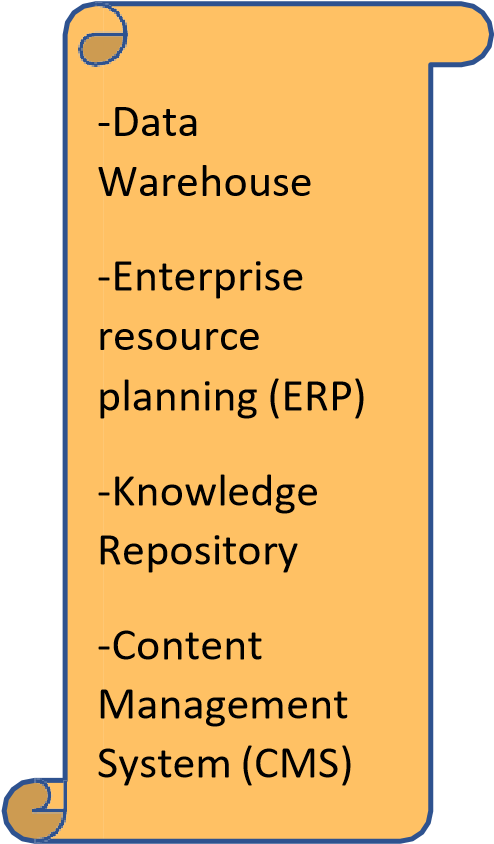 -Data
Warehouse
-Enterprise
resource
planning (ERP)
-Knowledge
Repository
-Content
Management
System (CMS)